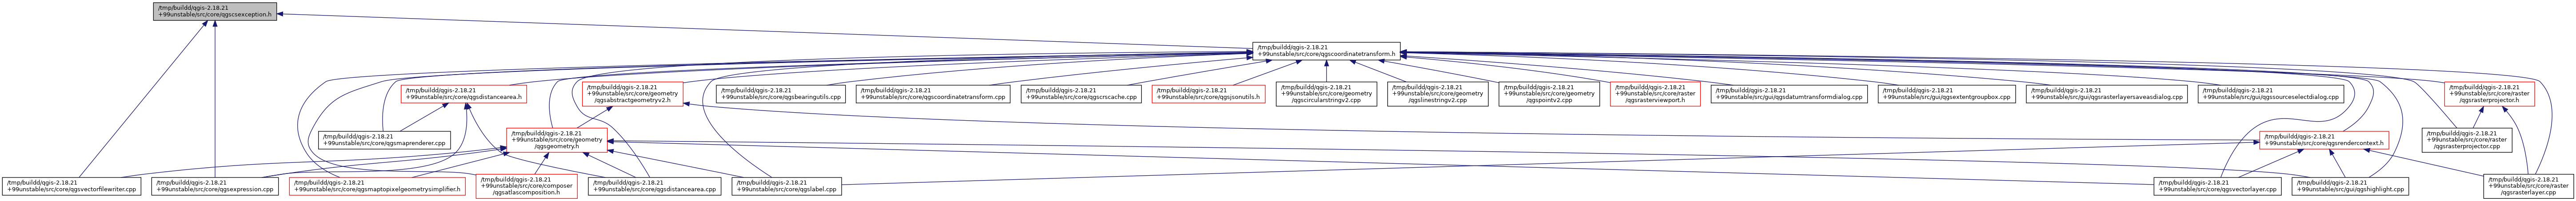 /tmp/buildd/qgis-2.18.21
+99unstable/src/core/qgscsexception.h
/tmp/buildd/qgis-2.18.21
+99unstable/src/core/qgscoordinatetransform.h
/tmp/buildd/qgis-2.18.21
+99unstable/src/core/qgsdistancearea.h
/tmp/buildd/qgis-2.18.21
+99unstable/src/core/geometry
/qgsabstractgeometryv2.h
/tmp/buildd/qgis-2.18.21
+99unstable/src/core/qgsbearingutils.cpp
/tmp/buildd/qgis-2.18.21
+99unstable/src/core/qgscoordinatetransform.cpp
/tmp/buildd/qgis-2.18.21
+99unstable/src/core/qgscrscache.cpp
/tmp/buildd/qgis-2.18.21
+99unstable/src/core/qgsjsonutils.h
/tmp/buildd/qgis-2.18.21
+99unstable/src/core/geometry
/qgscircularstringv2.cpp
/tmp/buildd/qgis-2.18.21
+99unstable/src/core/geometry
/qgslinestringv2.cpp
/tmp/buildd/qgis-2.18.21
+99unstable/src/core/geometry
/qgspointv2.cpp
/tmp/buildd/qgis-2.18.21
+99unstable/src/core/raster
/qgsrasterviewport.h
/tmp/buildd/qgis-2.18.21
+99unstable/src/gui/qgsdatumtransformdialog.cpp
/tmp/buildd/qgis-2.18.21
+99unstable/src/gui/qgsextentgroupbox.cpp
/tmp/buildd/qgis-2.18.21
+99unstable/src/gui/qgsrasterlayersaveasdialog.cpp
/tmp/buildd/qgis-2.18.21
+99unstable/src/gui/qgssourceselectdialog.cpp
/tmp/buildd/qgis-2.18.21
+99unstable/src/core/raster
/qgsrasterprojector.h
/tmp/buildd/qgis-2.18.21
+99unstable/src/core/qgsmaprenderer.cpp
/tmp/buildd/qgis-2.18.21
+99unstable/src/core/geometry
/qgsgeometry.h
/tmp/buildd/qgis-2.18.21
+99unstable/src/core/qgsrendercontext.h
/tmp/buildd/qgis-2.18.21
+99unstable/src/core/raster
/qgsrasterprojector.cpp
/tmp/buildd/qgis-2.18.21
+99unstable/src/core/qgsvectorfilewriter.cpp
/tmp/buildd/qgis-2.18.21
+99unstable/src/core/qgsexpression.cpp
/tmp/buildd/qgis-2.18.21
+99unstable/src/core/qgsmaptopixelgeometrysimplifier.h
/tmp/buildd/qgis-2.18.21
+99unstable/src/core/composer
/qgsatlascomposition.h
/tmp/buildd/qgis-2.18.21
+99unstable/src/core/qgsdistancearea.cpp
/tmp/buildd/qgis-2.18.21
+99unstable/src/core/qgslabel.cpp
/tmp/buildd/qgis-2.18.21
+99unstable/src/core/qgsvectorlayer.cpp
/tmp/buildd/qgis-2.18.21
+99unstable/src/gui/qgshighlight.cpp
/tmp/buildd/qgis-2.18.21
+99unstable/src/core/raster
/qgsrasterlayer.cpp